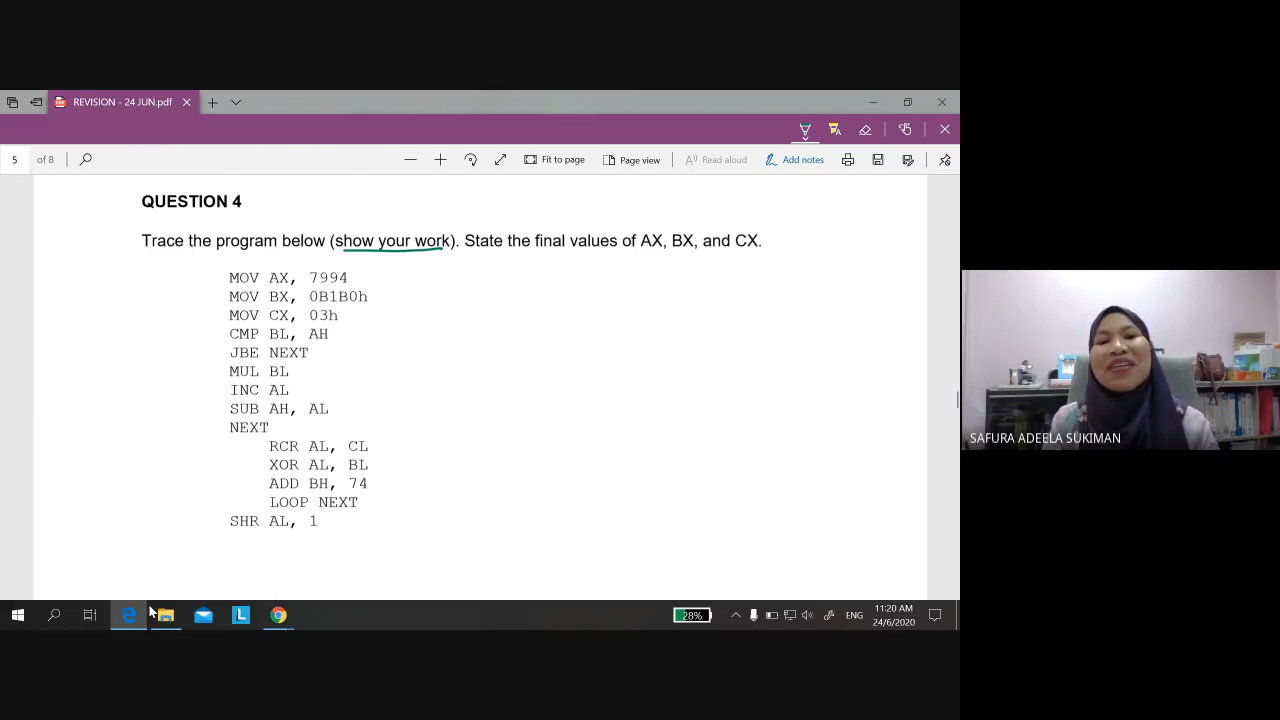 REVISION - 24 JUN.pdf
5 of 8
Fit to page
Page view
Read aloud
Add notes
QUESTION 4
Trace the program below (show your work). State the final values of AX, BX, and CX.
MOV AX, 7994
MOV BX, 0B1B0h
MOV CX, 03h
CMP BL, AH
JBE NEXT
MUL BL
INC AL
SUB AH, AL
NEXT
RCR AL, CL
XOR AL, BL
ADD BH, 74
LOOP NEXT
SHR AL, 1
SAFURA ADEELA SUKIMAN
28%
ENG
11:20 AM
24/6/2020